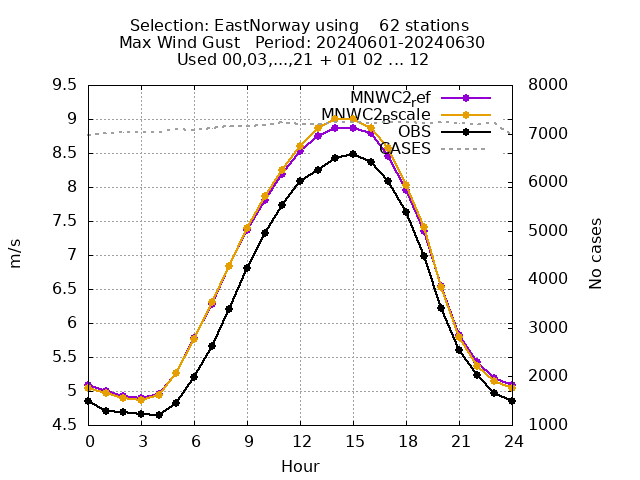 Selection: EastNorway using    62 stations
Max Wind Gust   Period: 20240601-20240630
Used 00,03,...,21 + 01 02 ... 12
9.5
9
8.5
8
7.5
7
6.5
6
5.5
5
4.5
m/s
8000
7000
6000
5000
4000
3000
2000
1000
No cases
MNWC2_ref
MNWC2_Bscale
OBS
CASES
0 3 6 9 12 15 18 21 24
Hour